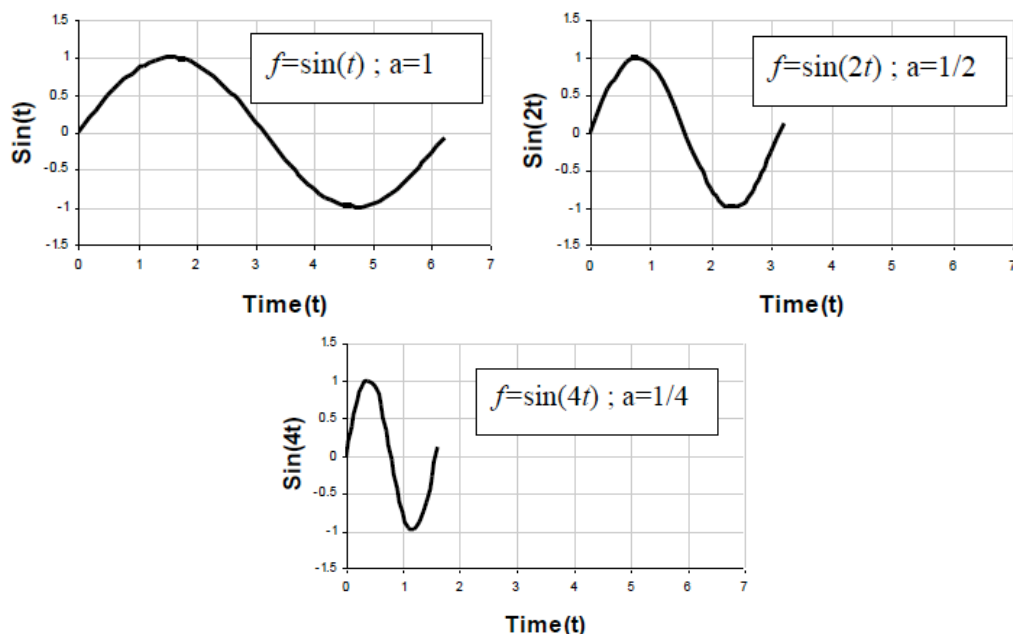 1.5
1
0.5
0
-0.5
-1
-1.5
Sin(t)
f=sin(t) ; a=1
0 1 2 3 4 5 6 7
Time(t)
1.5
1
0.5
0
-0.5
-1
-1.5
Sin(2t)
f=sin(2t) ; a=1/2
0 1 2 3 4 5 6 7
Time(t)
1.5
1
0.5
0
-0.5
-1
-1.5
Sin(4t)
f=sin(4t) ; a=1/4
0 1 2 3 4 5 6 7
Time(t)